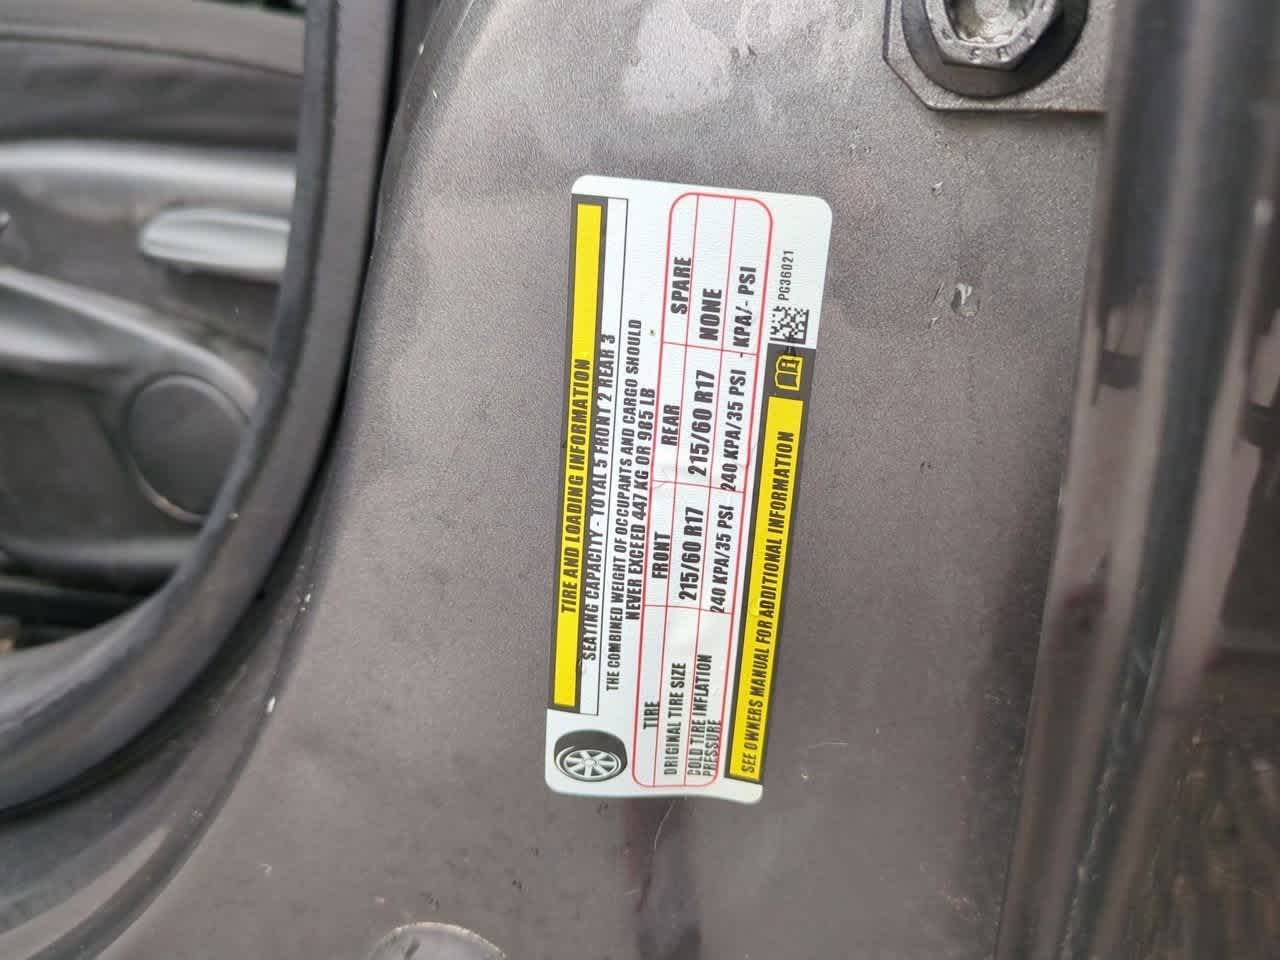 TIRE AND LOADING INFORMATION
SEATING CAPACITY - TOTAL 5 FRONT 2 REAR 3
THE COMBINED WEIGHT OF OCCUPANTS AND CARGO SHOULD
NEVER EXCEED 447 KG OR 985 LB
TIRE FRONT REAR SPARE
ORIGINAL TIRE SIZE 215/60 R17 215/60 R17 NONE
COLD TIRE INFLATION
PRESSURE 240 KPA/35 PSI 240 KPA/35 PSI - KPA/- PSI
SEE OWNERS MANUAL FOR ADDITIONAL INFORMATION
PG36021